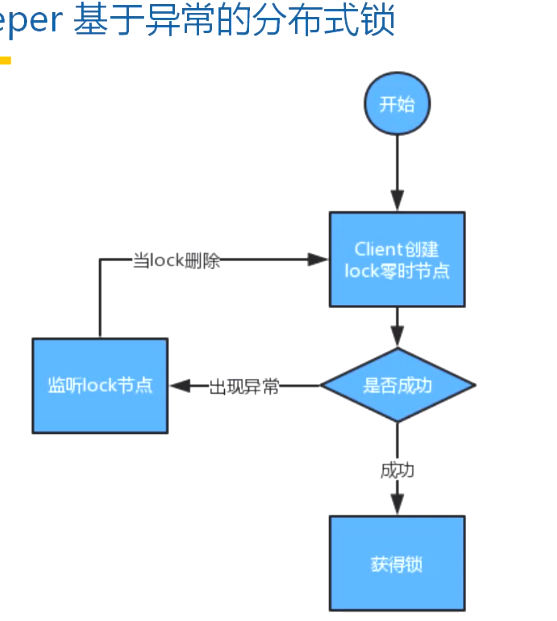 eper 基于异常的分布式锁
开始
Client创建
lock零时节点
当lock删除
监听lock节点
出现异常
是否成功
成功
获得锁